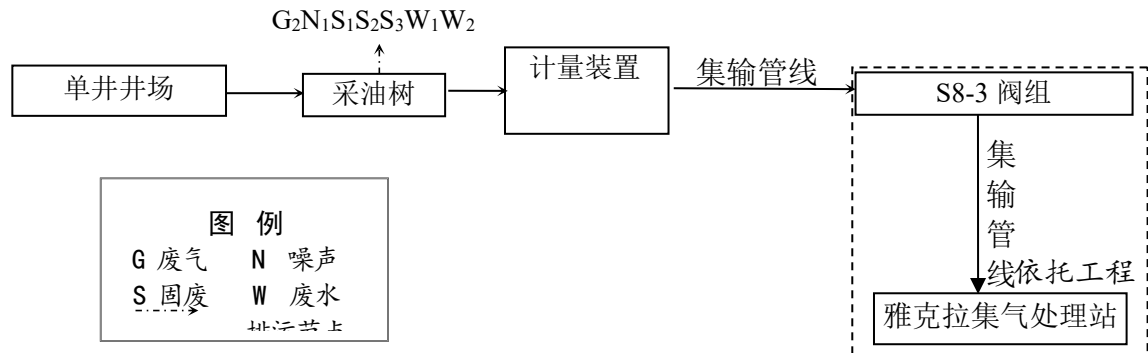 G₂N₁S₁S₂S₃W₁W₂
单井井场
采油树
计量装置
集输管线
S8-3 阀组
集输管线
依托工程
雅克拉集气处理站
图 例
G 废气 N 噪声
S 固废 W 废水